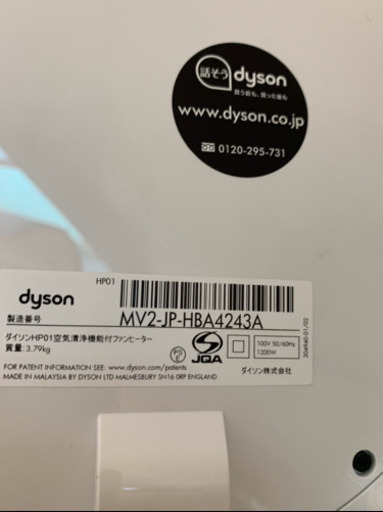 話そう dyson
買う前も、買った後も
www.dyson.co.jp
0120-295-731
HP01
dyson
製造番号
MV2-JP-HBA4243A
ダイソンHP01空気清浄機能付ファンヒーター
質量: 3.79kg
PS E
JQA
100V 50/60Hz
1200W
FOR PATENT INFORMATION SEE: www.dyson.com/patents
MADE IN MALAYSIA BY DYSON LTD MALMESBURY SN16 0RP ENGLAND
ダイソン株式会社
304940-01/02